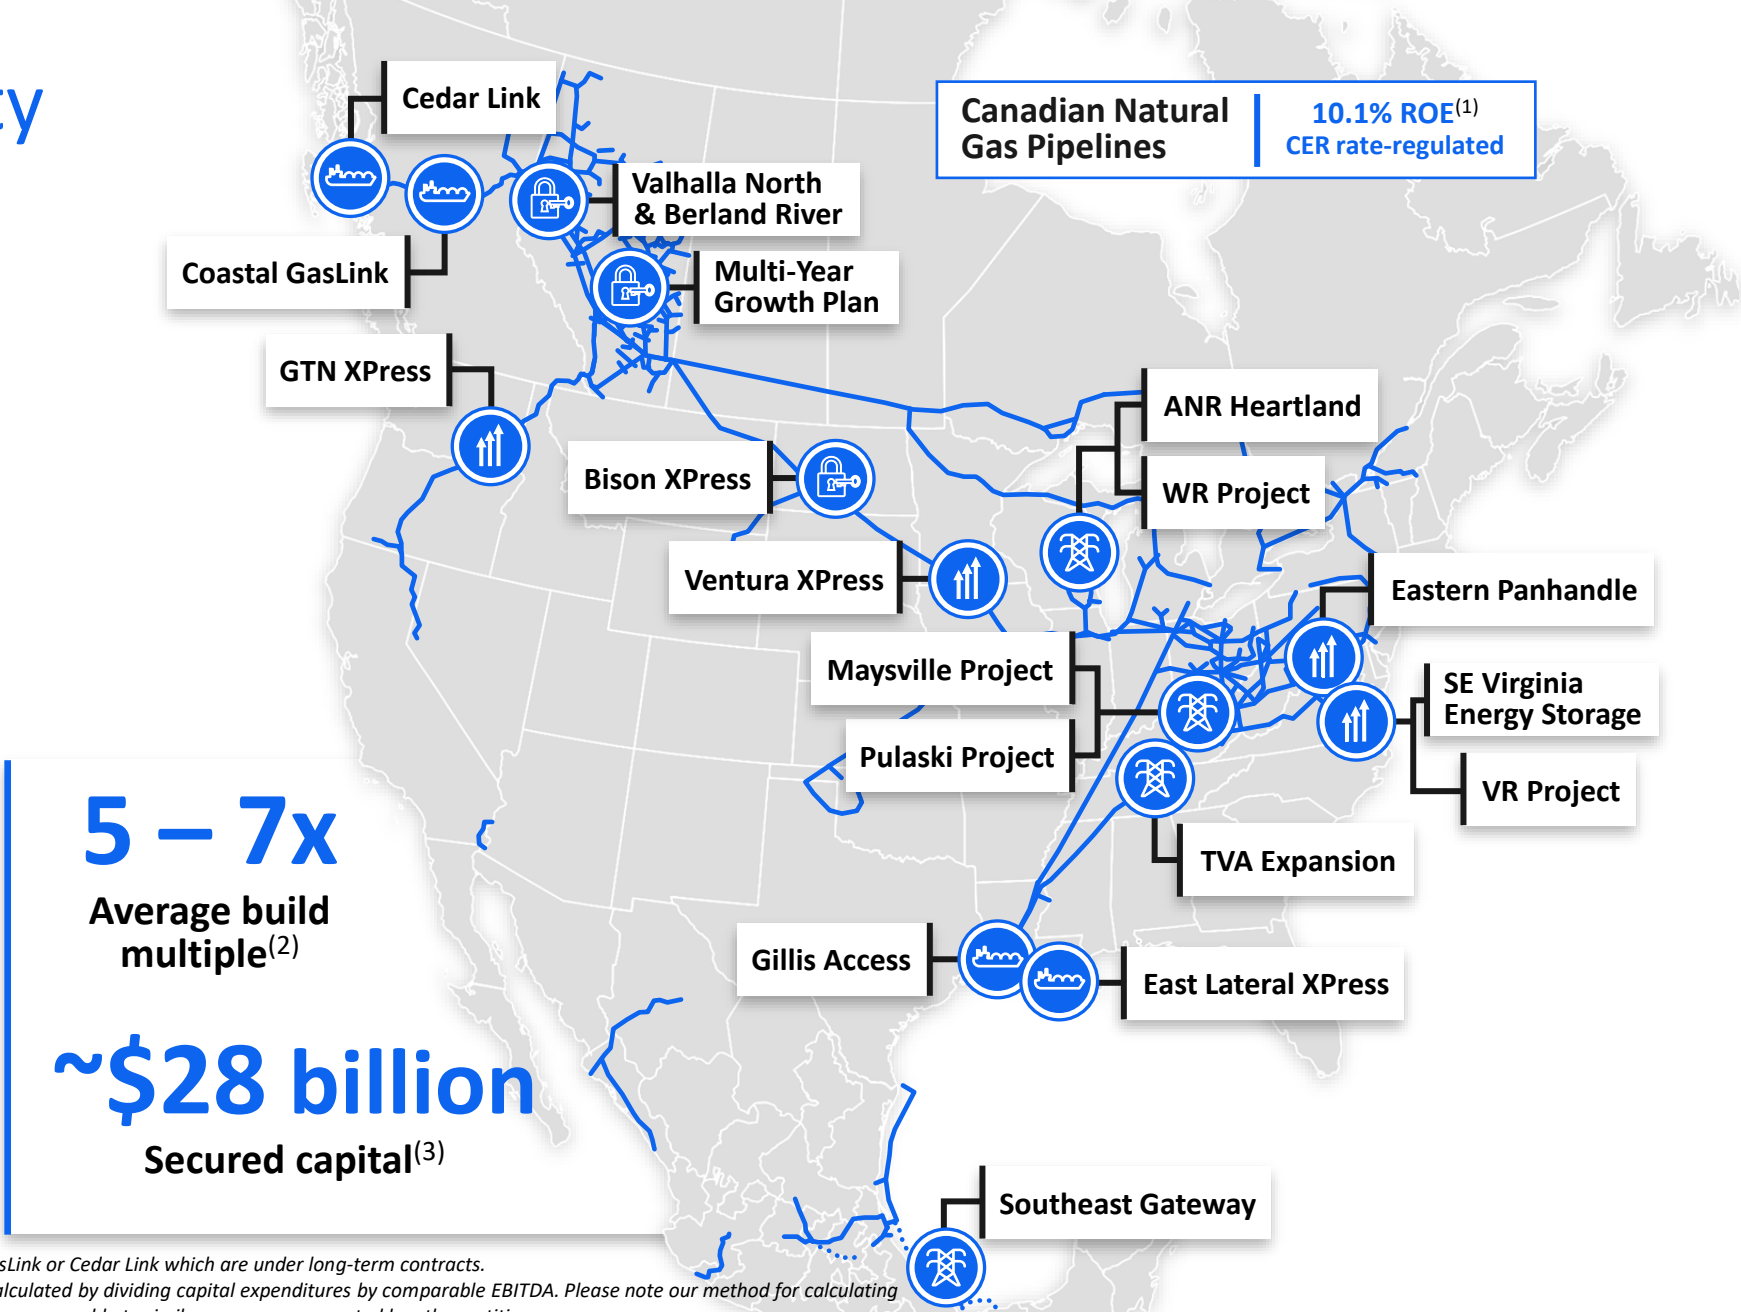 Cedar Link
Canadian Natural
Gas Pipelines
10.1% ROE(1)
CER rate-regulated
Valhalla North
& Berland River
Coastal GasLink
Multi-Year
Growth Plan
GTN XPress
ANR Heartland
Bison XPress
WR Project
Ventura XPress
Eastern Panhandle
Maysville Project
SE Virginia
Energy Storage
Pulaski Project
VR Project
5 – 7x
Average build
multiple(2)
TVA Expansion
Gillis Access
East Lateral XPress
~$28 billion
Secured capital(3)
Southeast Gateway
or Cedar Link which are under long-term contracts.
by dividing capital expenditures by comparable EBITDA. Please note our method for calculating